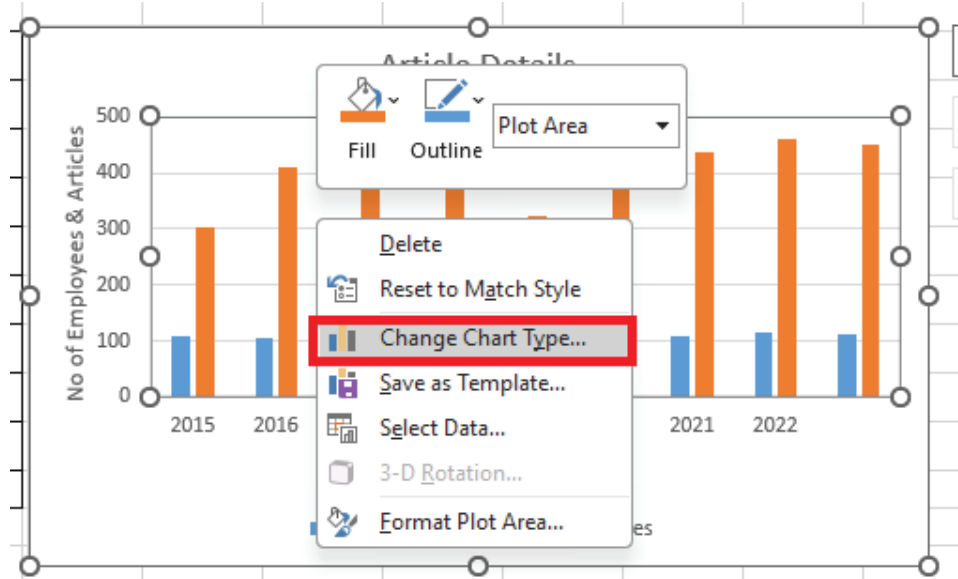 Article Details
Fill
Outline
Plot Area
No of Employees & Articles
500
400
300
200
100
0
Delete
Reset to Match Style
Change Chart Type...
Save as Template...
Select Data...
3-D Rotation...
Format Plot Area...
2015 2016 2021 2022
es